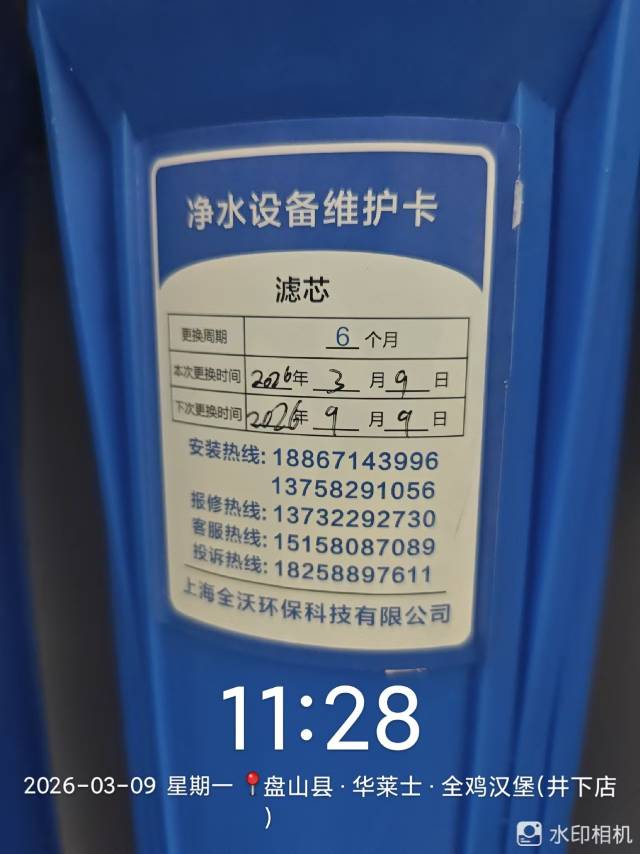 净水设备维护卡
滤芯
更换周期 6 个月
本次更换时间 2026年 3 月 9 日
下次更换时间 2026年 9 月 9 日
安装热线: 18867143996
13758291056
报修热线: 13732292730
客服热线: 15158087089
投诉热线: 18258897611
上海全沃环保科技有限公司
11:28
2026-03-09 星期一 盘山县·华莱士·全鸡汉堡(井下店
)
水印相机